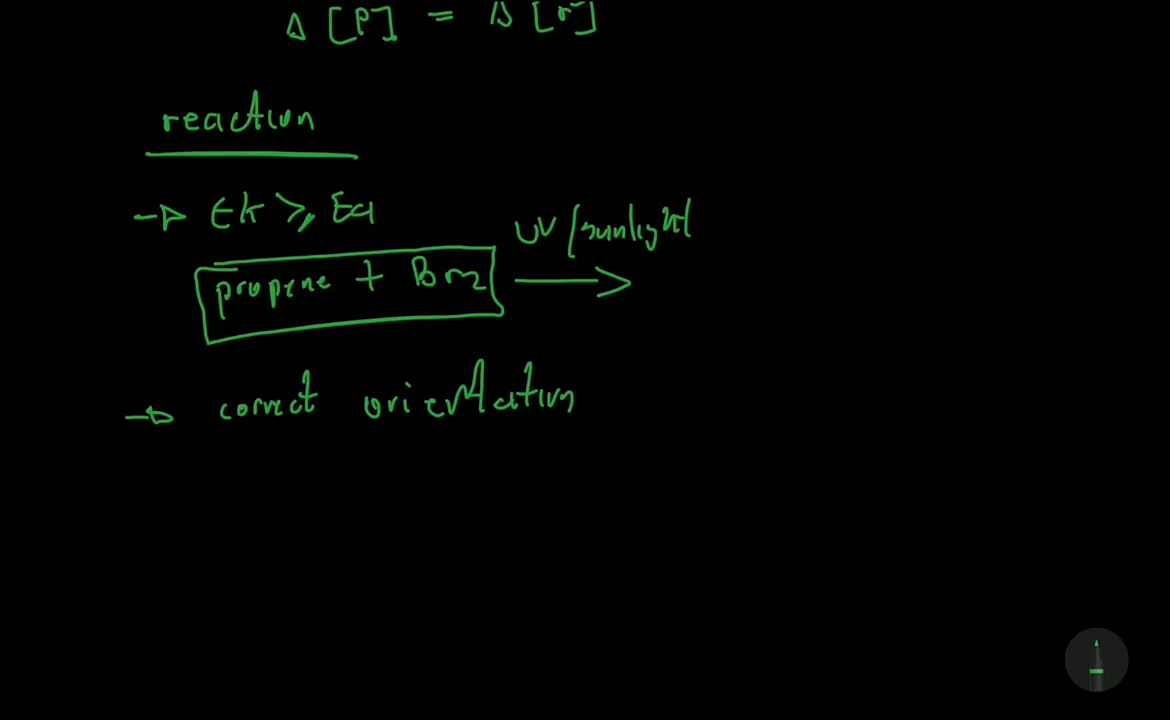 Δ [P] = Δ [r]
reaction
→ Ek ⩾ Ea
UV/sunlight
propene + Br2 →
→ correct orientation